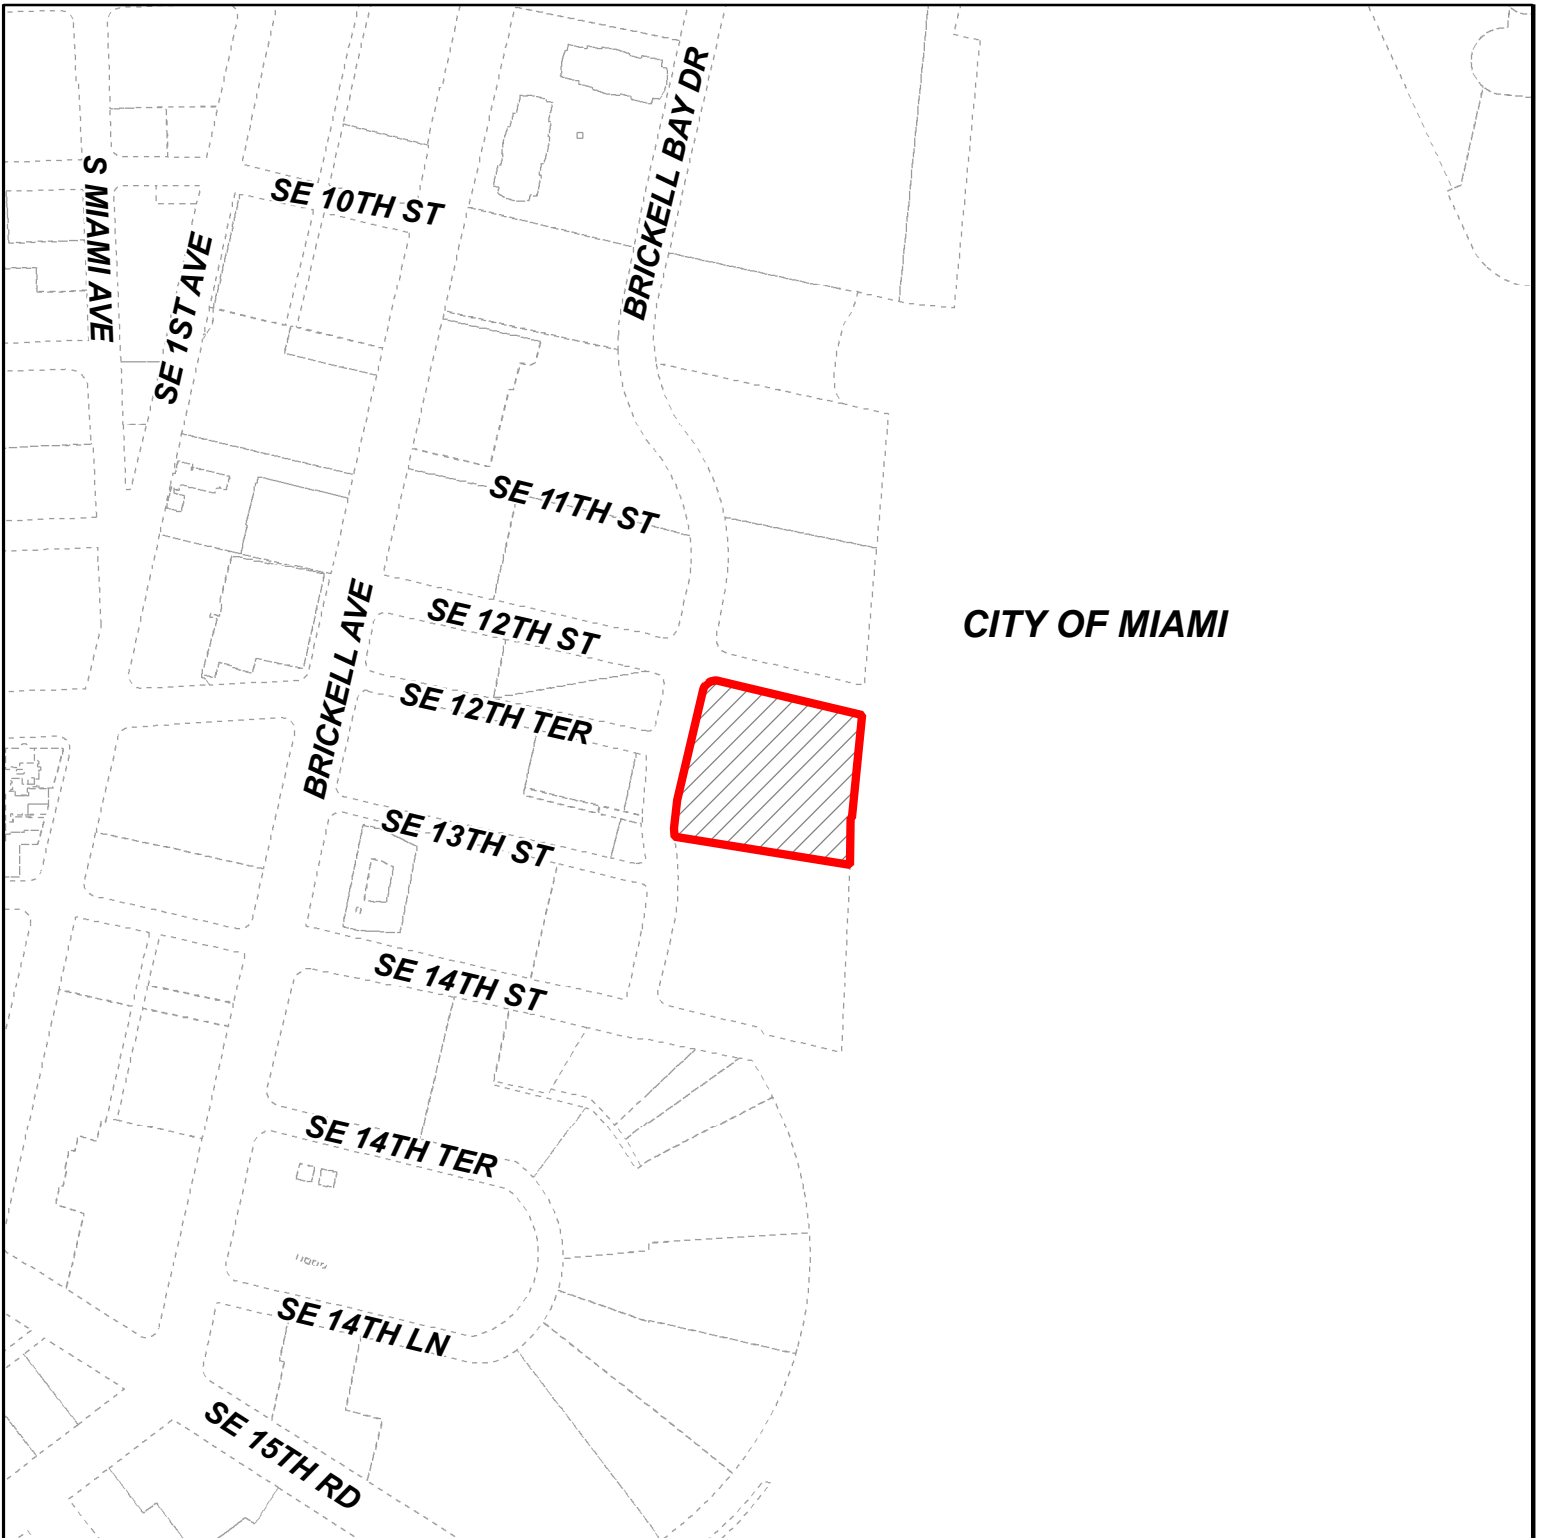 BRICKELL BAY DR
S MIAMI AVE
SE 10TH ST
SE 1ST AVE
SE 11TH ST
BRICKELL AVE
SE 12TH ST
CITY OF MIAMI
SE 12TH TER
SE 13TH ST
SE 14TH ST
SE 14TH TER
SE 14TH LN
SE 15TH RD